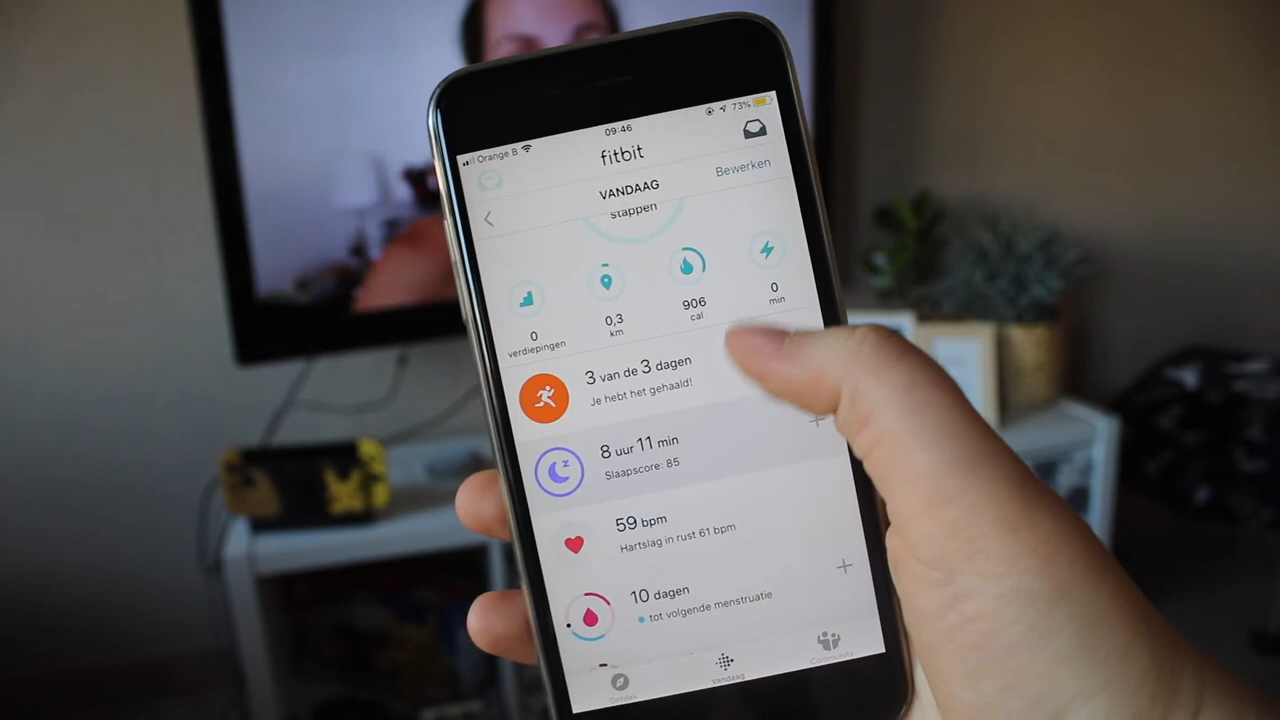 Orange B
09:46
73%
fitbit
VANDAAG
Bewerken
stappen
0
verdiepingen
0,3
km
906
cal
0
min
3 van de 3 dagen
Je hebt het gehaald!
8 uur 11 min
Slaapscore: 85
59 bpm
Hartslag in rust 61 bpm
10 dagen
tot volgende menstruatie
Ontdek
Vandaag
Community